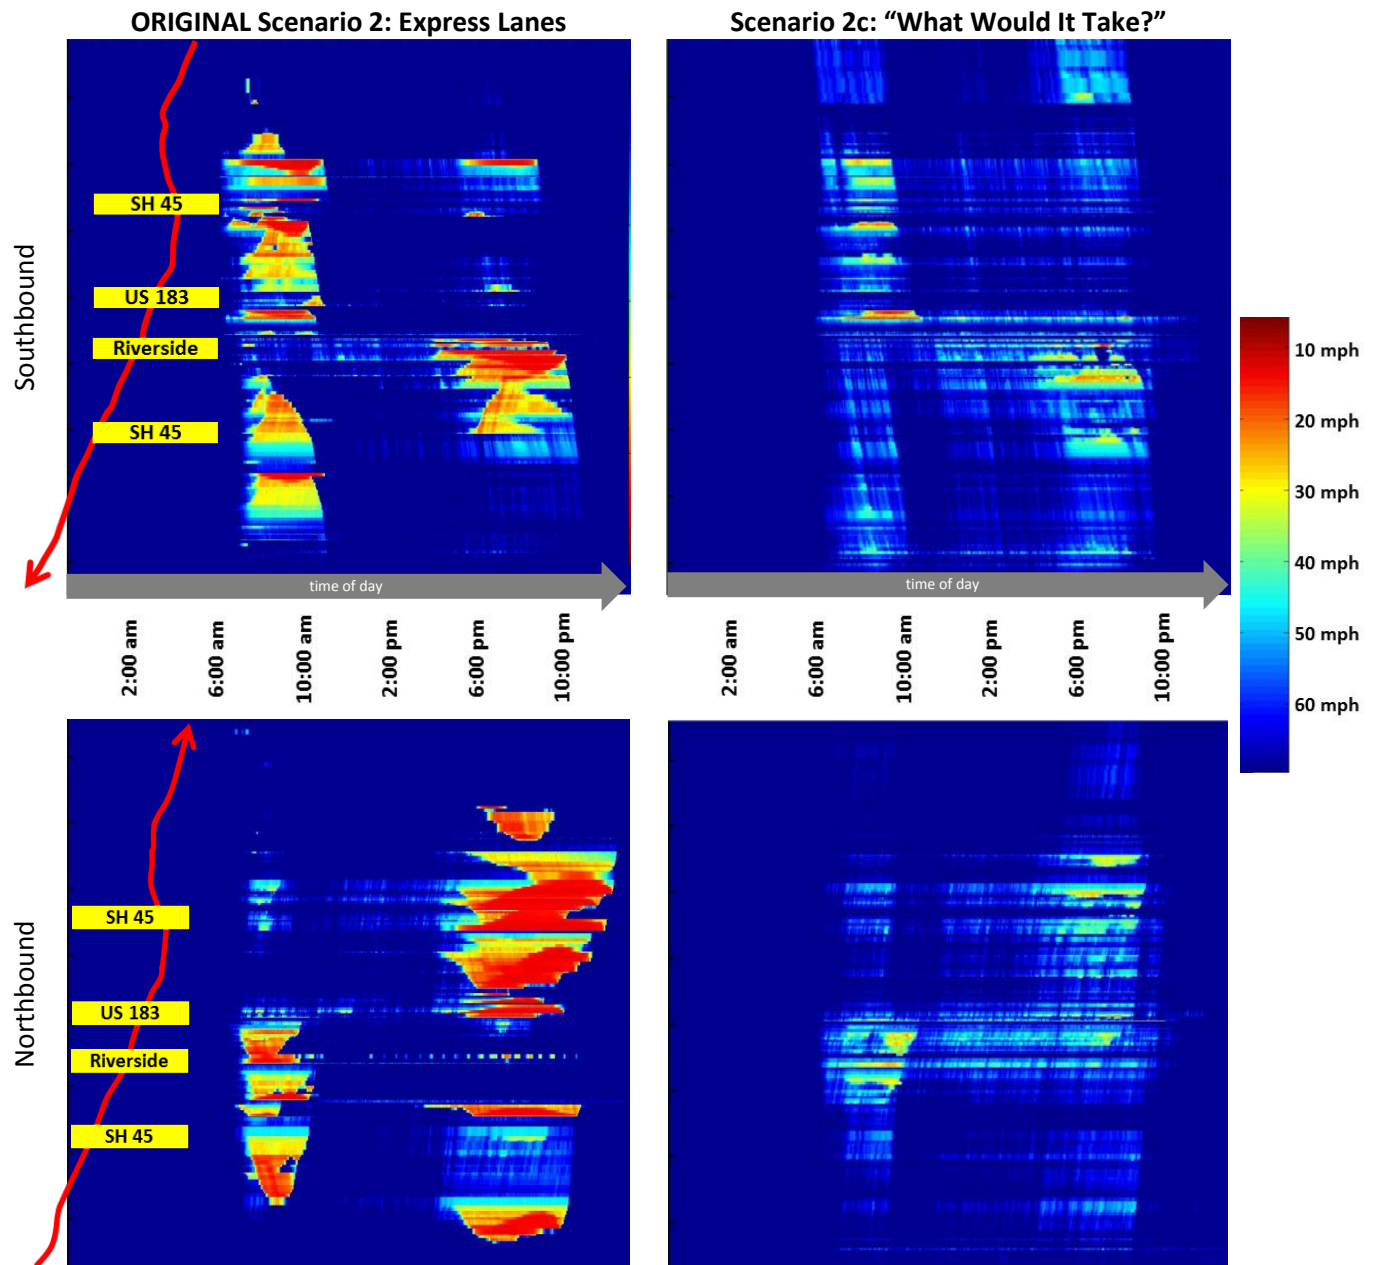 ORIGINAL Scenario 2: Express Lanes
Scenario 2c: “What Would It Take?”
Southbound
SH 45
US 183
Riverside
SH 45
time of day
time of day
2:00 am
6:00 am
10:00 am
2:00 pm
6:00 pm
10:00 pm
2:00 am
6:00 am
10:00 am
2:00 pm
6:00 pm
10:00 pm
10 mph
20 mph
30 mph
40 mph
50 mph
60 mph
Northbound
SH 45
US 183
Riverside
SH 45